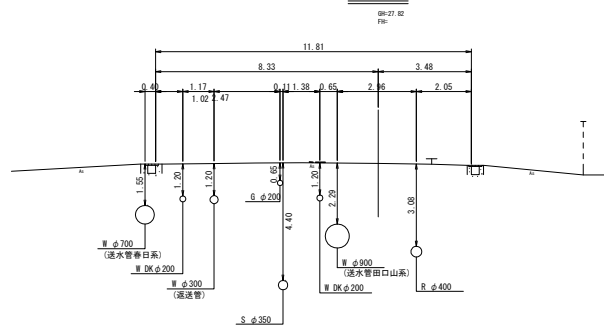 GH=27.82
FH=
11.81
8.33
3.48
0.40
1.17
1.02
2.47
0.11
1.38
0.65
2.96
2.05
As
As
As
1.55
1.20
1.20
0.65
4.40
1.20
2.29
3.08
G φ200
W φ700
(送水管春日系)
W DKφ200
W φ300
(返送管)
S φ350
W DKφ200
W φ900
(送水管田口山系)
R φ400